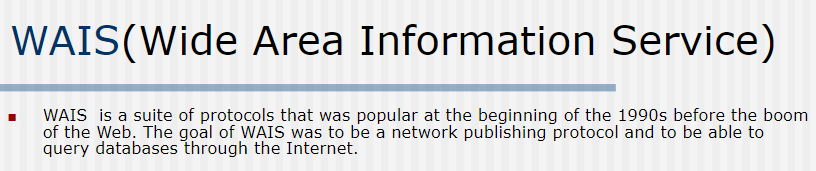 WAIS(Wide Area Information Service)
WAIS is a suite of protocols that was popular at the beginning of the 1990s before the boom
of the Web. The goal of WAIS was to be a network publishing protocol and to be able to
query databases through the Internet.